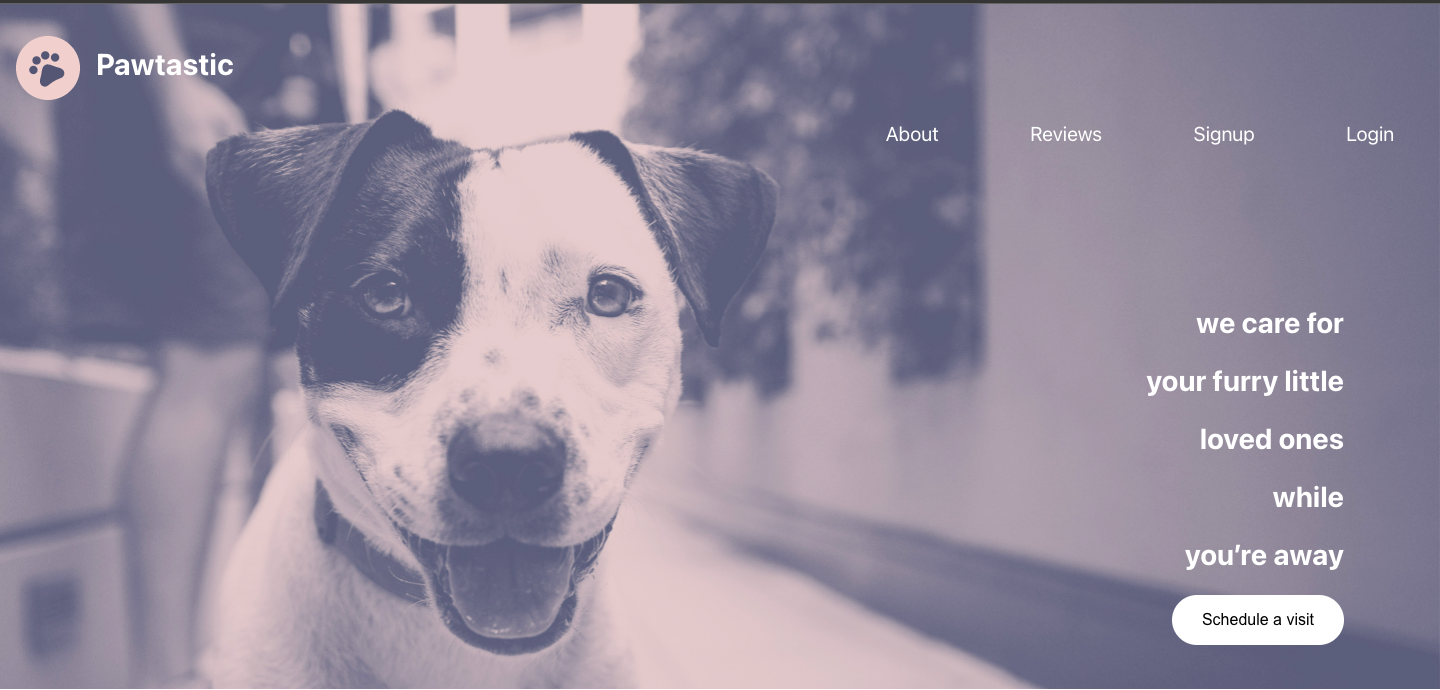 Pawtastic
About Reviews Signup Login
we care for
your furry little
loved ones
while
you’re away
Schedule a visit